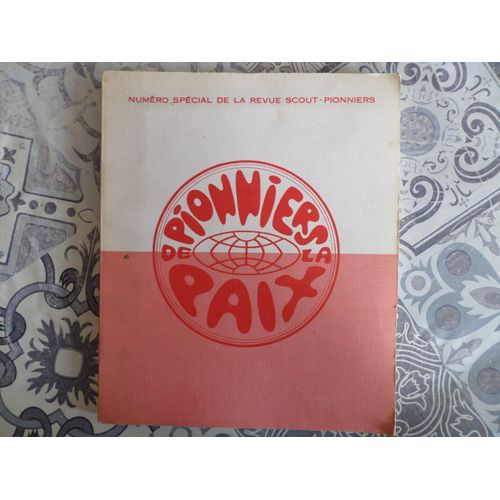 NUMÉRO SPÉCIAL DE LA REVUE SCOUT - PIONNIERS
PIONNIERS
DE LA
PAIX